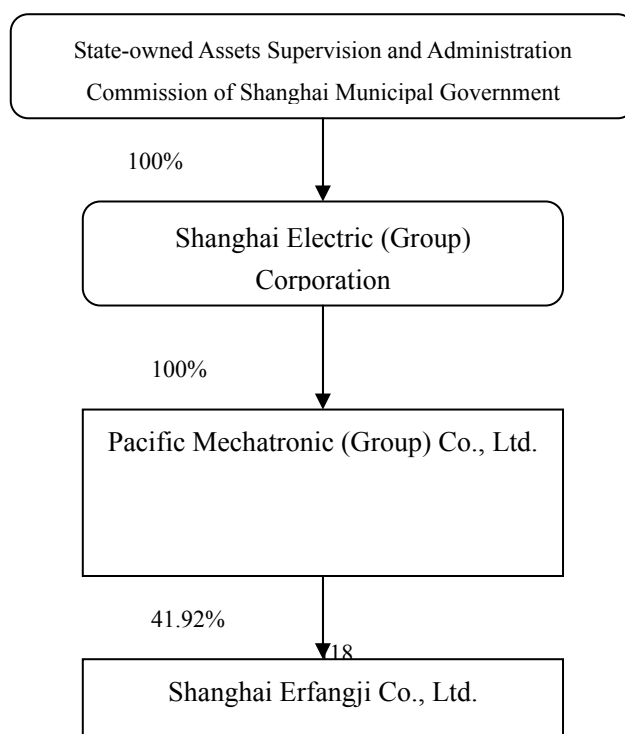 State-owned Assets Supervision and Administration
Commission of Shanghai Municipal Government
100%
Shanghai Electric (Group)
Corporation
100%
Pacific Mechatronic (Group) Co., Ltd.
41.92%
18
Shanghai Erfangji Co., Ltd.